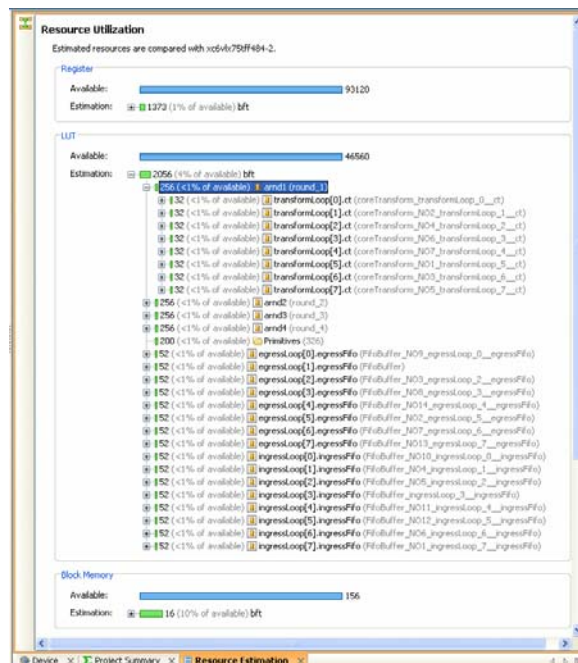 Resource Utilization
Estimated resources are compared with xc6vlx75tff484-2.
Register
Available: 93120
Estimation: 1373 (1% of available) bft
LUT
Available: 46560
Estimation: 2056 (4% of available) bft
256 (<1% of available) arnd1 (round_1)
32 (<1% of available) transformLoop[0].ct (coreTransform_transformLoop_0__ct)
32 (<1% of available) transformLoop[1].ct (coreTransform_NO2_transformLoop_1__ct)
32 (<1% of available) transformLoop[2].ct (coreTransform_NO4_transformLoop_2__ct)
32 (<1% of available) transformLoop[3].ct (coreTransform_NO6_transformLoop_3__ct)
32 (<1% of available) transformLoop[4].ct (coreTransform_NO7_transformLoop_4__ct)
32 (<1% of available) transformLoop[5].ct (coreTransform_NO1_transformLoop_5__ct)
32 (<1% of available) transformLoop[6].ct (coreTransform_NO3_transformLoop_6__ct)
32 (<1% of available) transformLoop[7].ct (coreTransform_NO5_transformLoop_7__ct)
256 (<1% of available) arnd2 (round_2)
256 (<1% of available) arnd3 (round_3)
256 (<1% of available) arnd4 (round_4)
200 (<1% of available) Primitives (326)
52 (<1% of available) egressLoop[0].egressFifo (FifoBuffer_NO9_egressLoop_0__egressFifo)
52 (<1% of available) egressLoop[1].egressFifo (FifoBuffer)
52 (<1% of available) egressLoop[2].egressFifo (FifoBuffer_NO3_egressLoop_2__egressFifo)
52 (<1% of available) egressLoop[3].egressFifo (FifoBuffer_NO8_egressLoop_3__egressFifo)
52 (<1% of available) egressLoop[4].egressFifo (FifoBuffer_NO14_egressLoop_4__egressFifo)
52 (<1% of available) egressLoop[5].egressFifo (FifoBuffer_NO2_egressLoop_5__egressFifo)
52 (<1% of available) egressLoop[6].egressFifo (FifoBuffer_NO7_egressLoop_6__egressFifo)
52 (<1% of available) egressLoop[7].egressFifo (FifoBuffer_NO13_egressLoop_7__egressFifo)
52 (<1% of available) ingressLoop[0].ingressFifo (FifoBuffer_NO10_ingressLoop_0__ingressFifo)
52 (<1% of available) ingressLoop[1].ingressFifo (FifoBuffer_NO4_ingressLoop_1__ingressFifo)
52 (<1% of available) ingressLoop[2].ingressFifo (FifoBuffer_NO5_ingressLoop_2__ingressFifo)
52 (<1% of available) ingressLoop[3].ingressFifo (FifoBuffer_ingressLoop_3__ingressFifo)
52 (<1% of available) ingressLoop[4].ingressFifo (FifoBuffer_NO11_ingressLoop_4__ingressFifo)
52 (<1% of available) ingressLoop[5].ingressFifo (FifoBuffer_NO12_ingressLoop_5__ingressFifo)
52 (<1% of available) ingressLoop[6].ingressFifo (FifoBuffer_NO6_ingressLoop_6__ingressFifo)
52 (<1% of available) ingressLoop[7].ingressFifo (FifoBuffer_NO1_ingressLoop_7__ingressFifo)
Block Memory
Available: 156
Estimation: 16 (10% of available) bft
Device Project Summary Resource Estimation